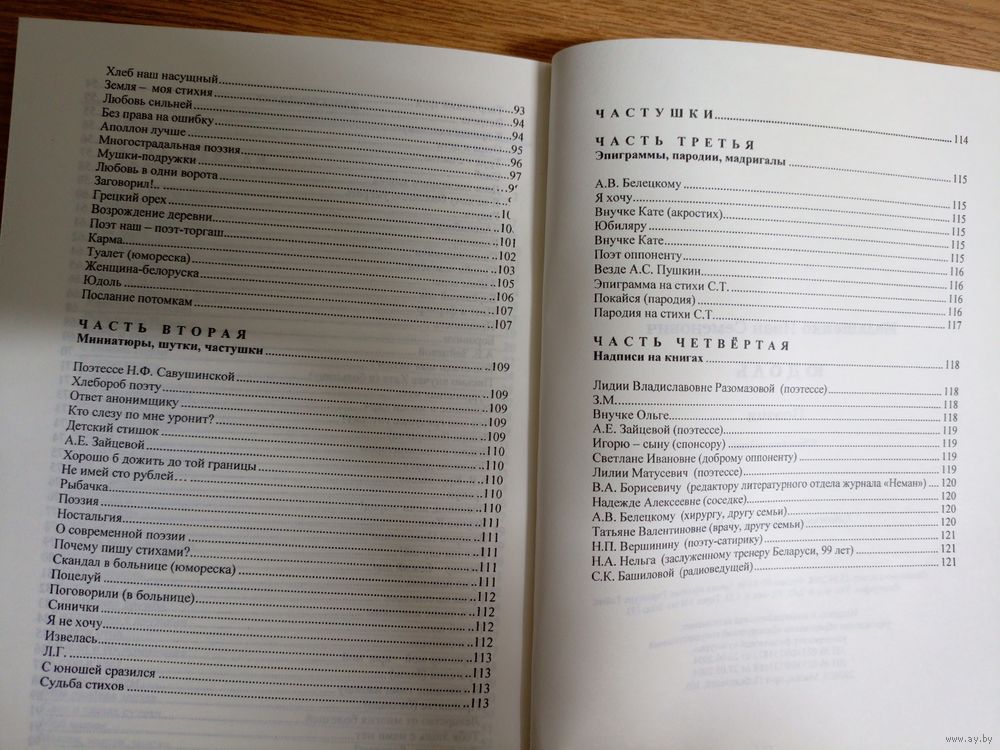 Хлеб наш насущный...93
Земля – моя стихия...94
Любовь сильней...94
Без права на ошибку...95
Аполлон лучше...96
Многострадальная поэзия...97
Мушки-подружки...
Любовь в одни ворота...
Заговорил!...
Грецкий орех...
Возрождение деревни...101
Поэт наш – поэт-торгаш...102
Карма...103
Туалет (юмореска)...105
Женщина-белоруска...106
Юдоль...107
Послание потомкам...107
ЧАСТЬ ВТОРАЯ
Миниатюры, шутки, частушки...109
Поэтессе Н.Ф. Савушинской...109
Хлебороб поэту...109
Ответ анонимщику...109
Кто слезу по мне уронит?...109
Детский стишок...110
А.Е. Зайцевой...110
Хорошо б дожить до той границы...110
Не имей сто рублей…...110
Рыбачка...110
Поэзия...111
Ностальгия...111
О современной поэзии...111
Почему пишу стихами?...111
Скандал в больнице (юмореска)...111
Поцелуй...112
Поговорили (в больнице)...112
Синички...112
Я не хочу...112
Извелась...113
Л.Г....113
С юношей сразился...113
Судьба стихов...113
ЧАСТУШКИ...114
ЧАСТЬ ТРЕТЬЯ
Эпиграммы, пародии, мадригалы...115
А.В. Белецкому...115
Я хочу...115
Внучке Кате (акростих)...115
Юбиляру...115
Внучке Кате...115
Поэт оппоненту...116
Везде А.С. Пушкин...116
Эпиграмма на стихи С.Т....116
Покайся (пародия)...116
Пародия на стихи С.Т....117
ЧАСТЬ ЧЕТВЁРТАЯ
Надписи на книгах...118
Лидии Владиславовне Разомазовой (поэтессе)...118
З.М....118
Внучке Ольге...118
А.Е. Зайцевой (поэтессе)...119
Игорю – сыну (спонсору)...119
Светлане Ивановне (доброму оппоненту)...119
Лилии Матусевич (поэтессе)...119
В.А. Борисевичу (редактору литературного отдела журнала «Неман»)....120
Надежде Алексеевне (соседке)...120
А.В. Белецкому (хирургу, другу семьи)...120
Татьяне Валентиновне (врачу, другу семьи)...120
Н.П. Вершинину (поэту-сатирику)...121
Н.А. Нельга (заслуженному тренеру Беларуси, 99 лет)...121
С.К. Башиловой (радиоведущей)...121
www.ay.by